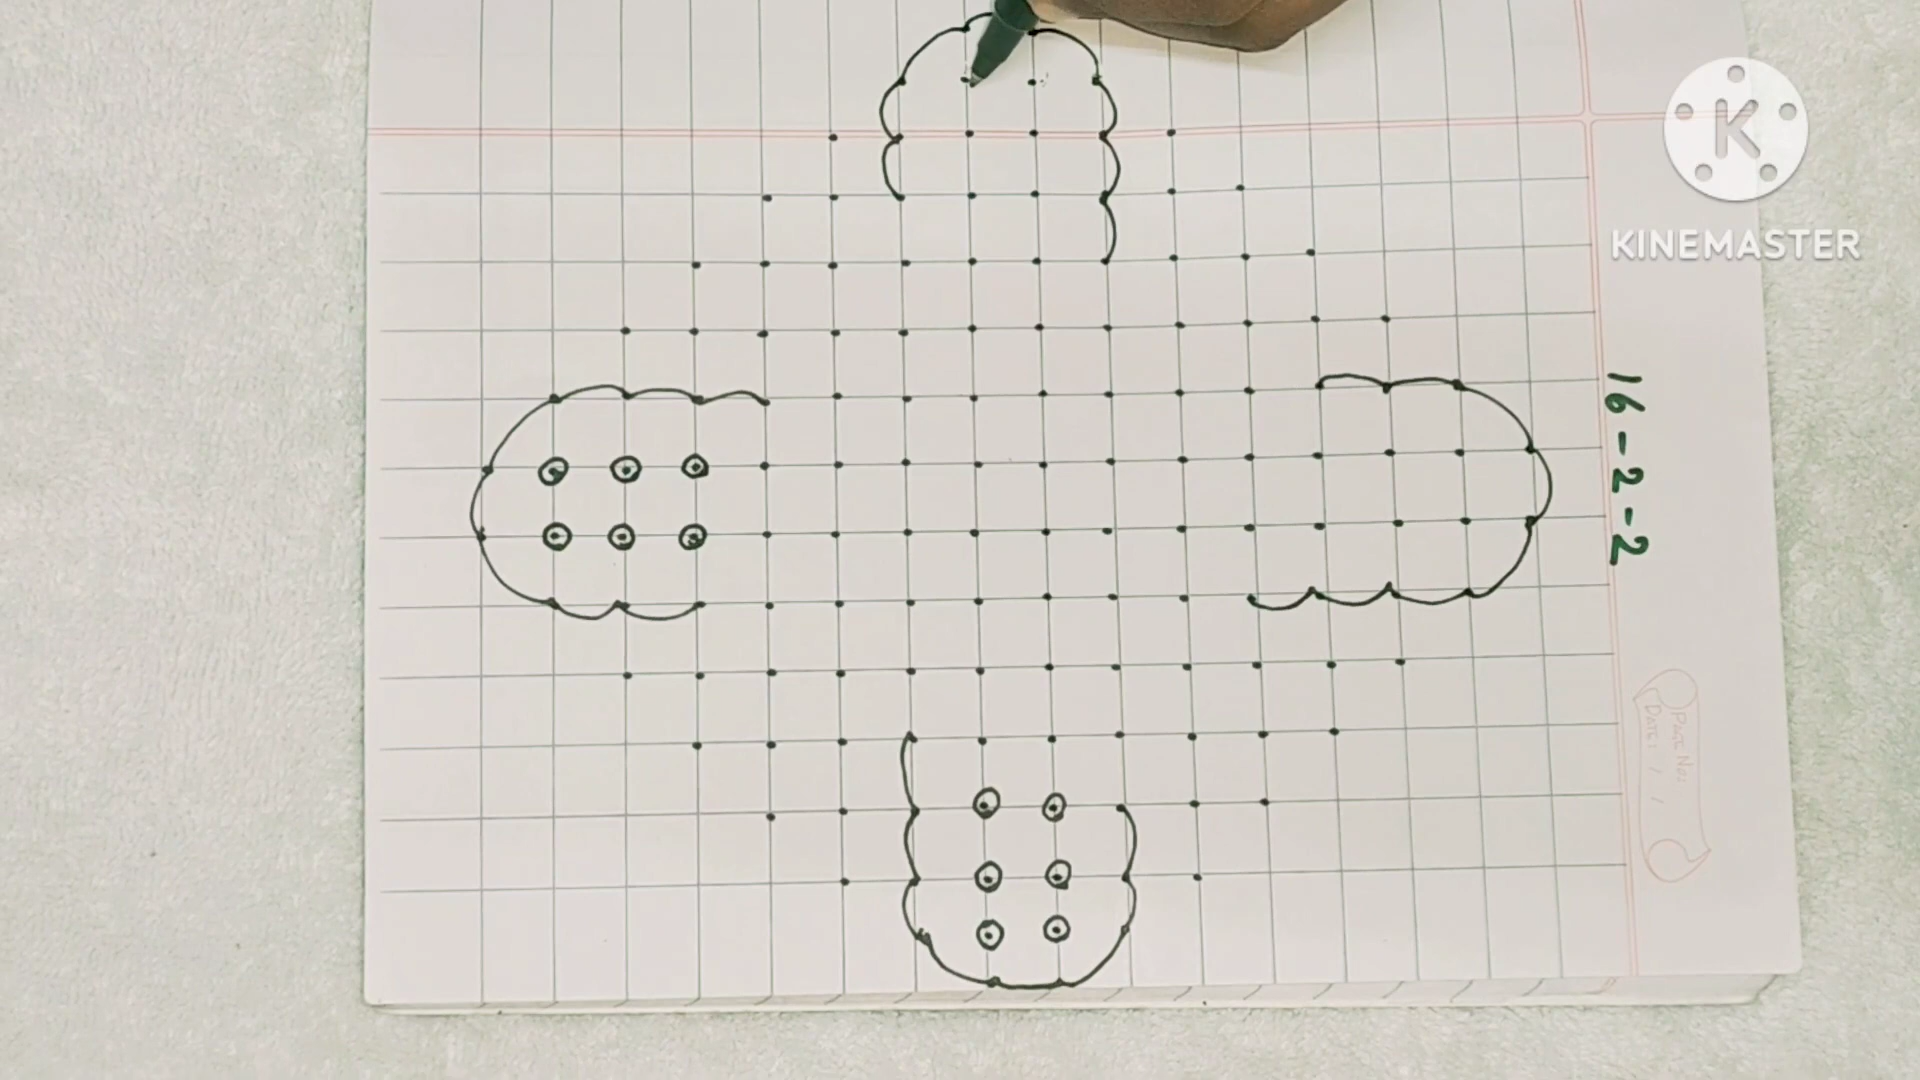 K
KINEMASTER
16-2-2
PAGE No.:
DATE: / /